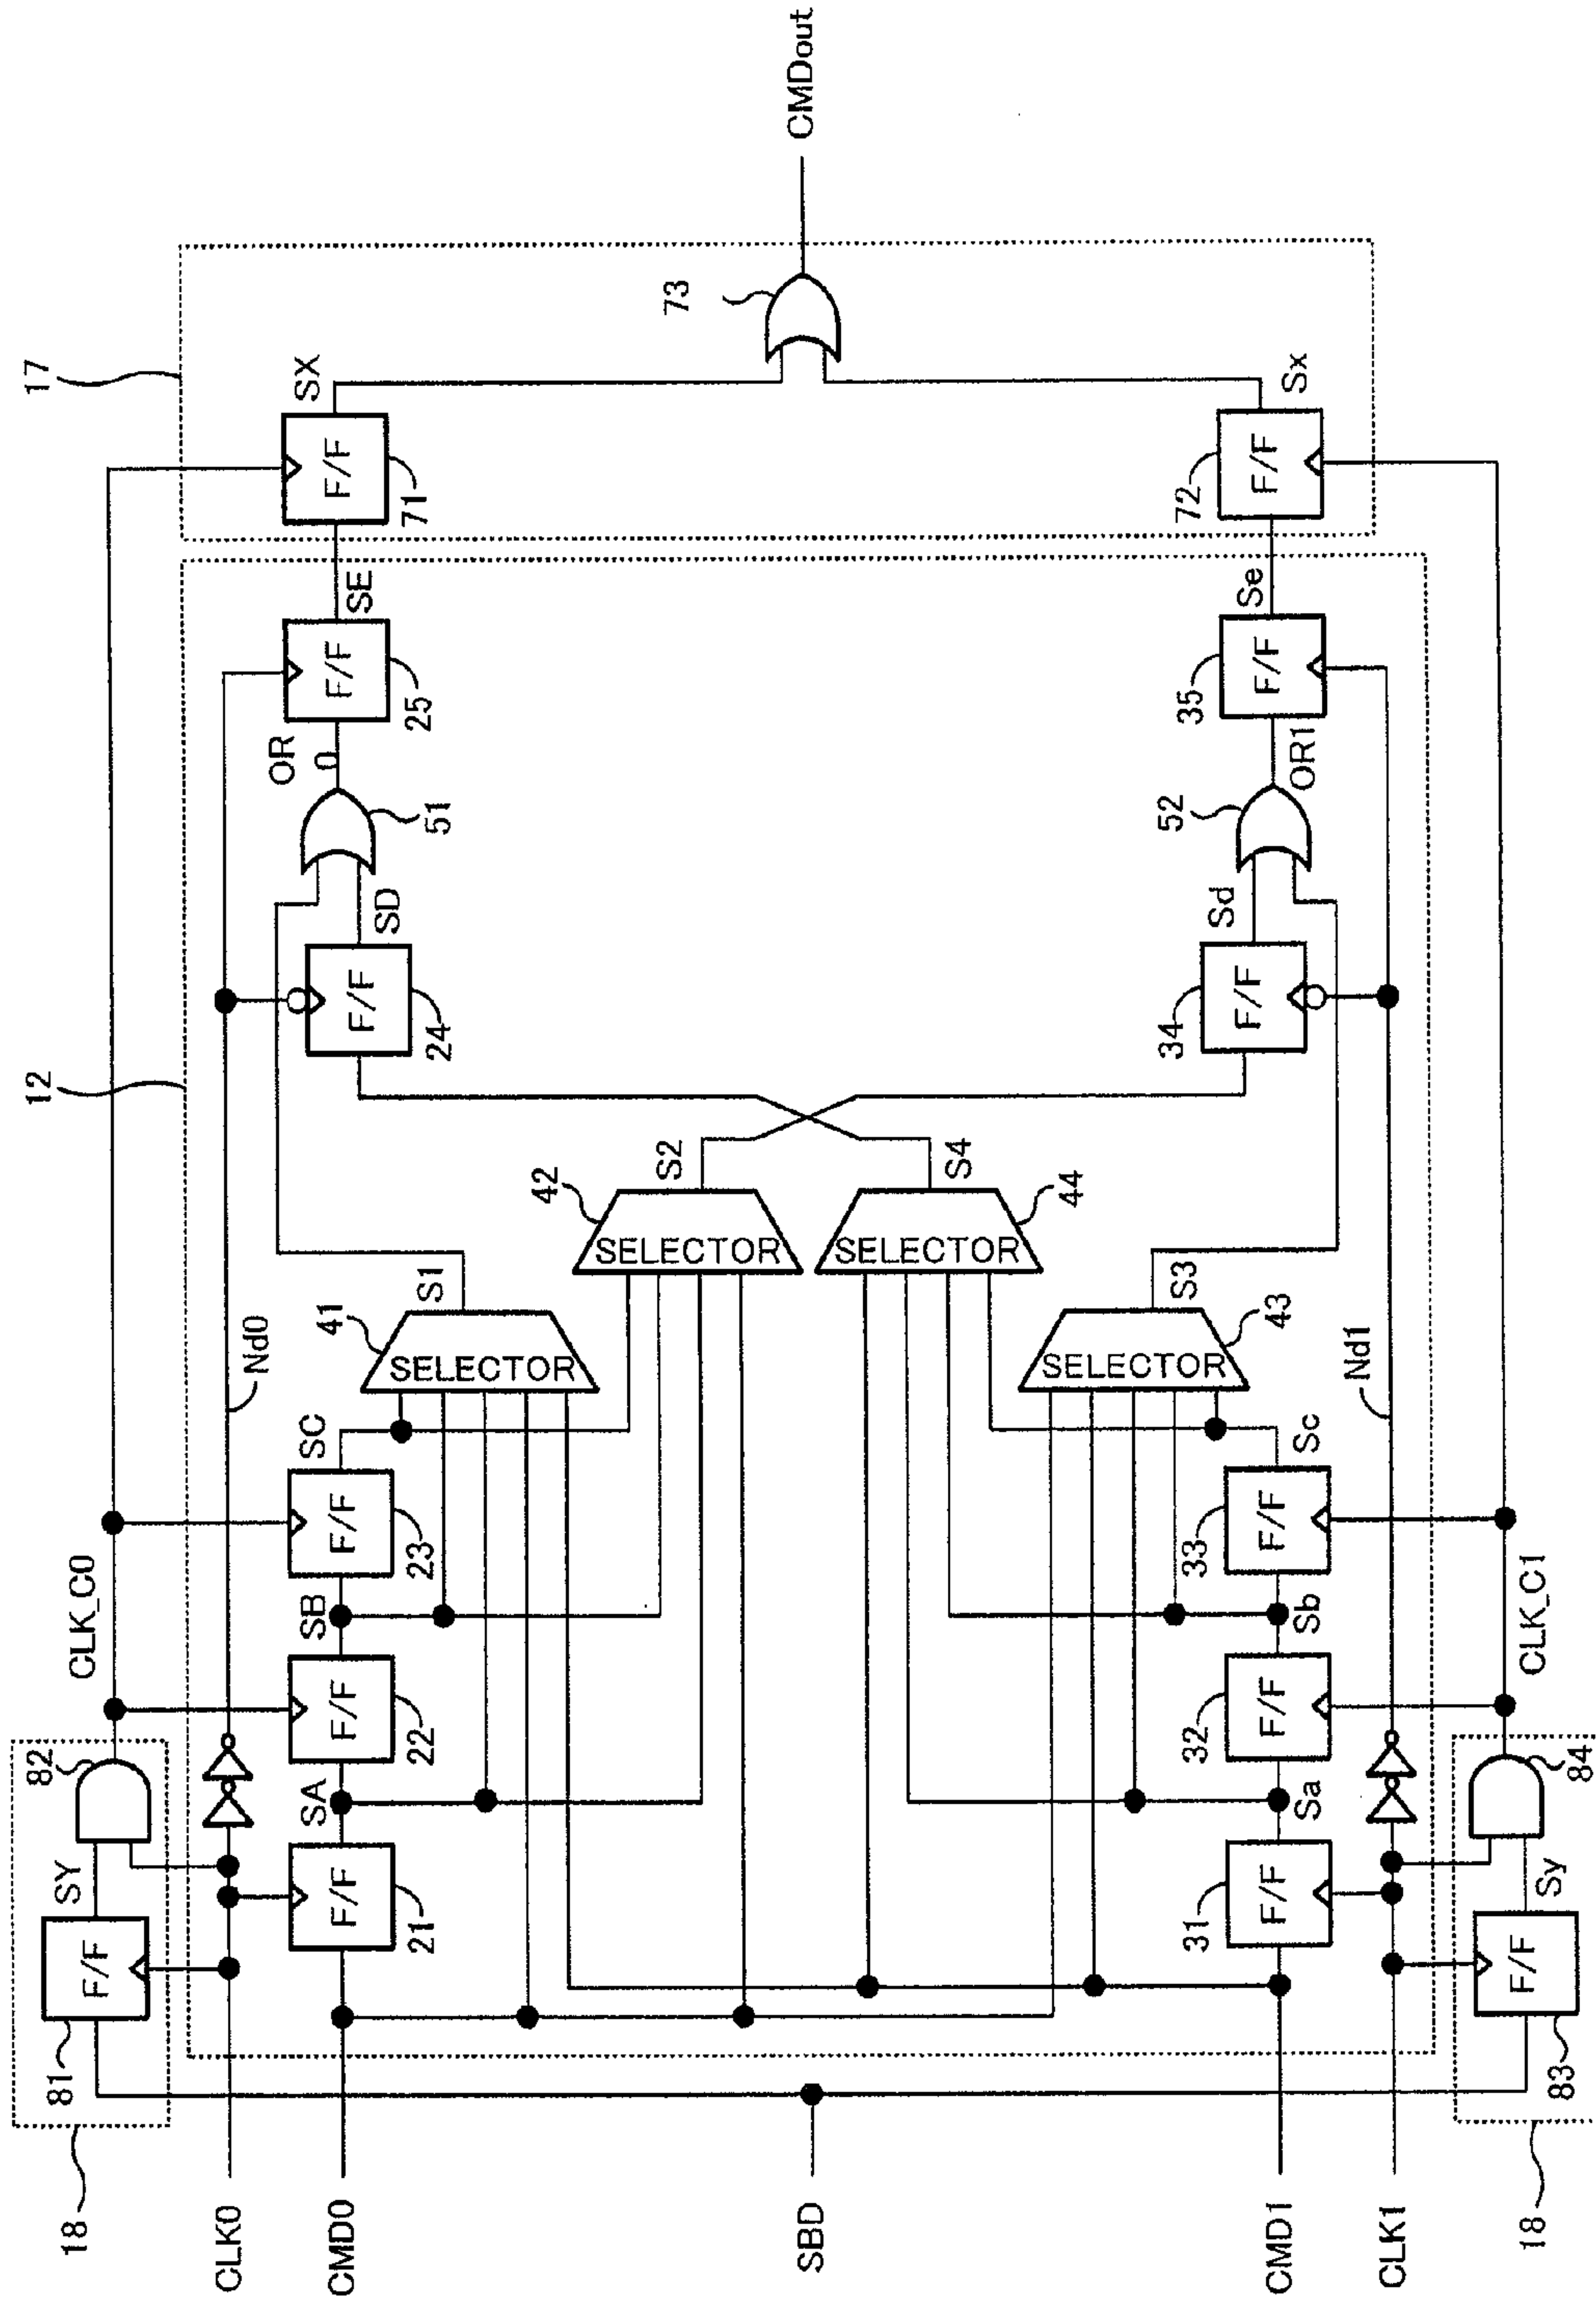 17
CMDout
73
SX
F/F
71
Sx
F/F
72
12
SE
F/F
25
OR
0
51
SD
F/F
24
Se
F/F
35
OR1
52
Sd
F/F
34
S2
42
SELECTOR
S4
44
SELECTOR
S1
41
SELECTOR
S3
43
SELECTOR
Nd0
Nd1
CLK_C0
SC
F/F
23
SB
F/F
22
SA
F/F
21
Sc
F/F
33
Sb
F/F
32
Sa
F/F
31
CLK_C1
82
SY
F/F
81
18
84
Sy
F/F
83
18
CLK0
CMD0
SBD
CMD1
CLK1